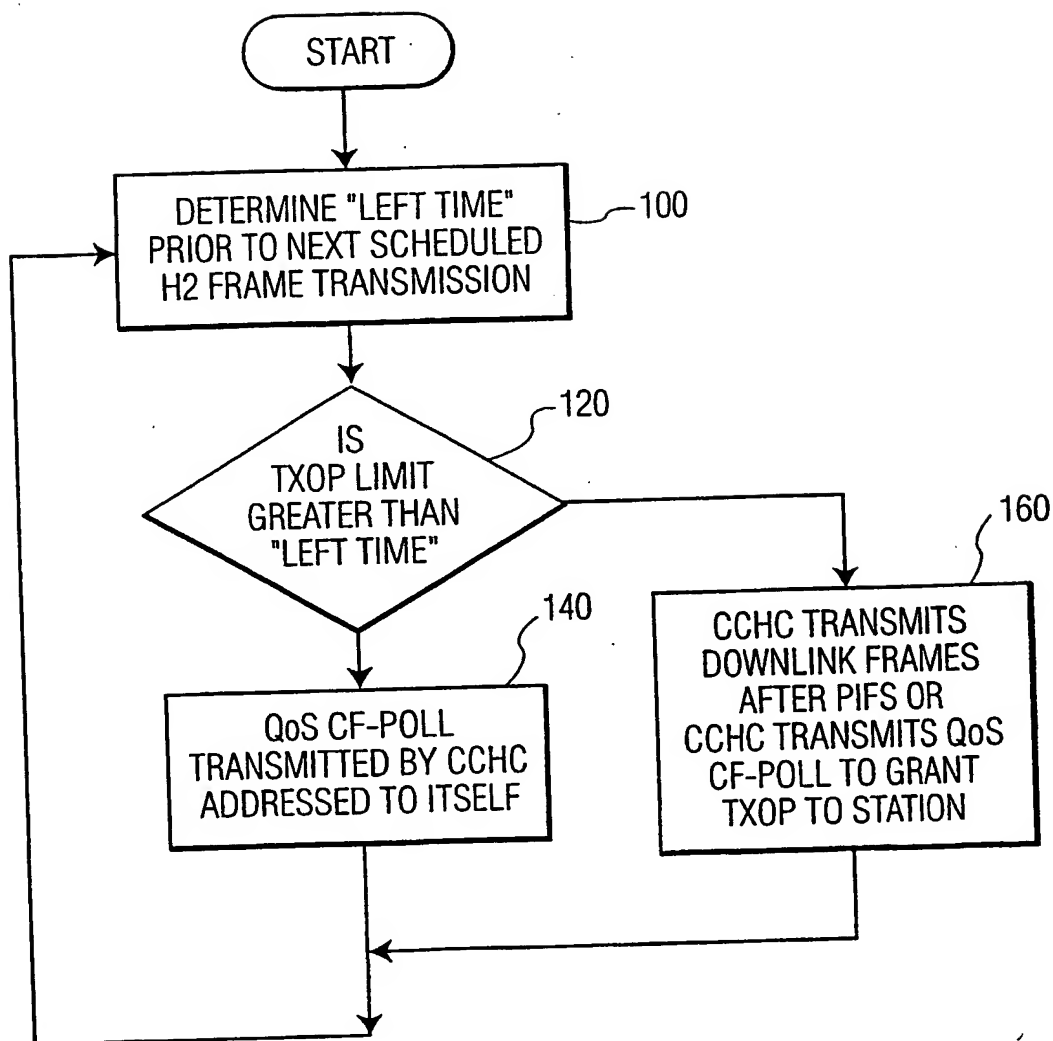 START
DETERMINE "LEFT TIME"
PRIOR TO NEXT SCHEDULED
H2 FRAME TRANSMISSION
100
IS
TXOP LIMIT
GREATER THAN
"LEFT TIME"
120
QoS CF-POLL
TRANSMITTED BY CCHC
ADDRESSED TO ITSELF
140
CCHC TRANSMITS
DOWNLINK FRAMES
AFTER PIFS OR
CCHC TRANSMITS QoS
CF-POLL TO GRANT
TXOP TO STATION
160